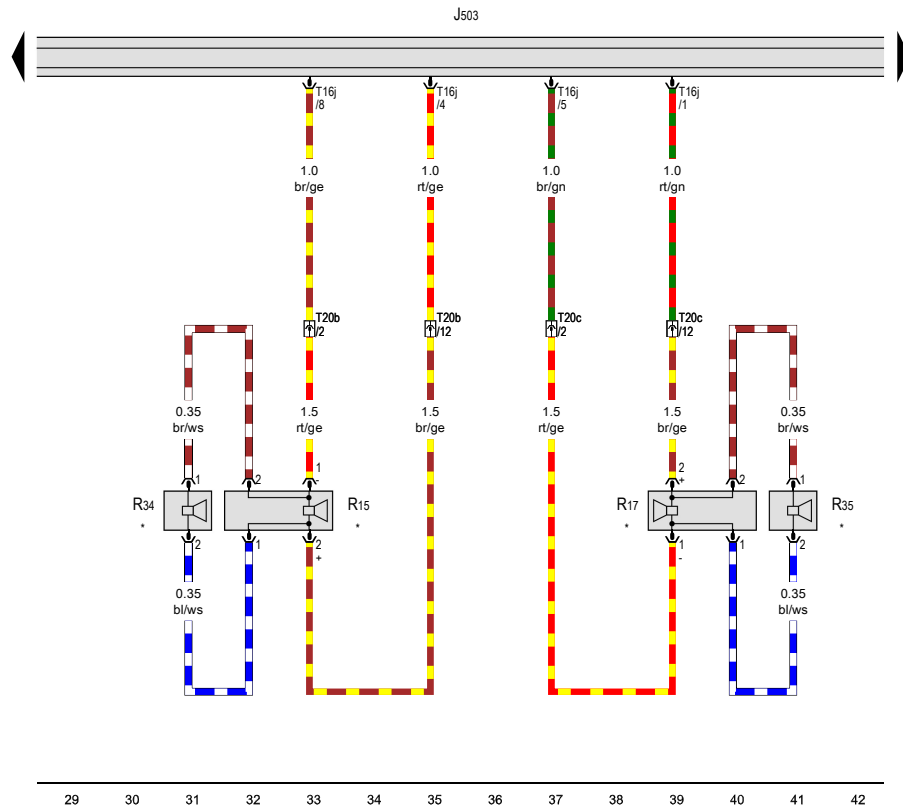 J503
T16j
/8
T16j
/4
T16j
/5
T16j
/1
1.0
br/ge
1.0
rt/ge
1.0
br/gn
1.0
rt/gn
T20b
/2
T20b
/12
T20c
/2
T20c
/12
0.35
br/ws
1.5
rt/ge
1.5
br/ge
1.5
rt/ge
1.5
br/ge
0.35
br/ws
1
2
1
-
2
+
2
1
R34
*
R15
*
R17
*
R35
*
2
1
2
+
1
-
1
2
0.35
bl/ws
0.35
bl/ws
29 30 31 32 33 34 35 36 37 38 39 40 41 42